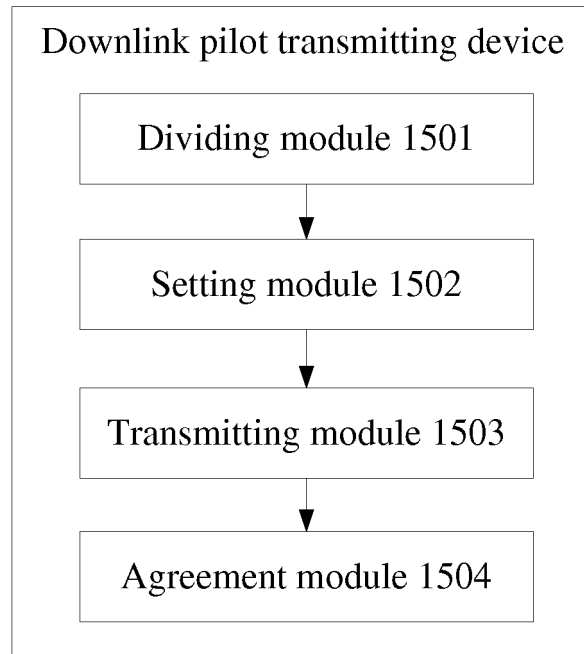 Downlink pilot transmitting device
Dividing module 1501
Setting module 1502
Transmitting module 1503
Agreement module 1504